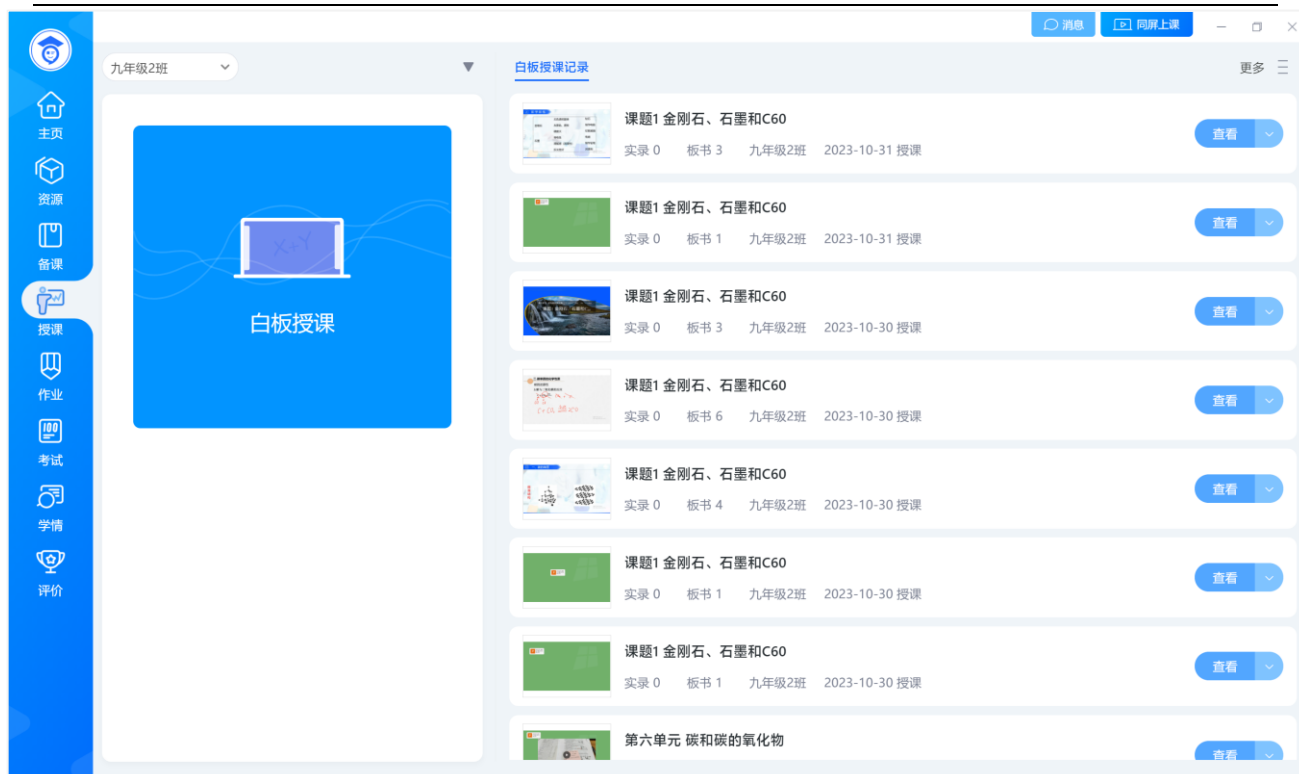 消息
同屏上课
九年级2班
白板授课记录
更多
主页
资源
备课
授课
作业
100
考试
学情
评价
X+Y
白板授课
课题1 金刚石、石墨和C60
实录 0 板书 3 九年级2班 2023-10-31 授课
查看
课题1 金刚石、石墨和C60
实录 0 板书 1 九年级2班 2023-10-31 授课
查看
课题1 金刚石、石墨和C60
实录 0 板书 3 九年级2班 2023-10-30 授课
查看
课题1 金刚石、石墨和C60
实录 0 板书 6 九年级2班 2023-10-30 授课
查看
课题1 金刚石、石墨和C60
实录 0 板书 4 九年级2班 2023-10-30 授课
查看
课题1 金刚石、石墨和C60
实录 0 板书 1 九年级2班 2023-10-30 授课
查看
课题1 金刚石、石墨和C60
实录 0 板书 1 九年级2班 2023-10-30 授课
查看
第六单元 碳和碳的氧化物
查看